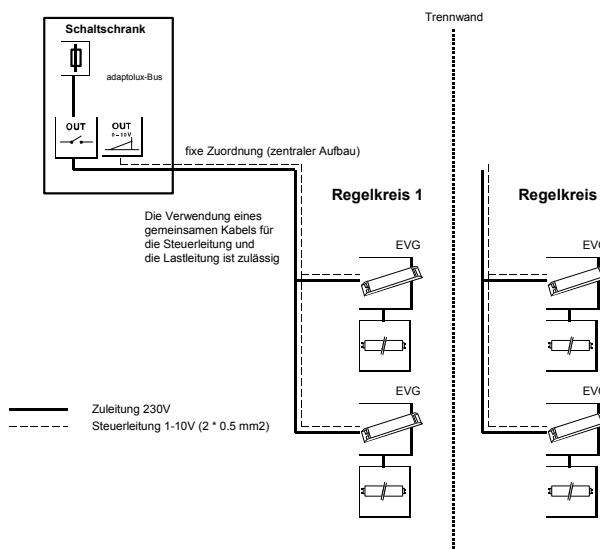 Trennwand
Schaltschrank
adaptolux-Bus
OUT
OUT
0-10V
fixe Zuordnung (zentraler Aufbau)
Regelkreis 1
Regelkreis
Die Verwendung eines
gemeinsamen Kabels für
die Steuerleitung und
die Lastleitung ist zulässig
EVG
EVG
EVG
EVG
Zuleitung 230V
Steuerleitung 1-10V (2 * 0.5 mm2)